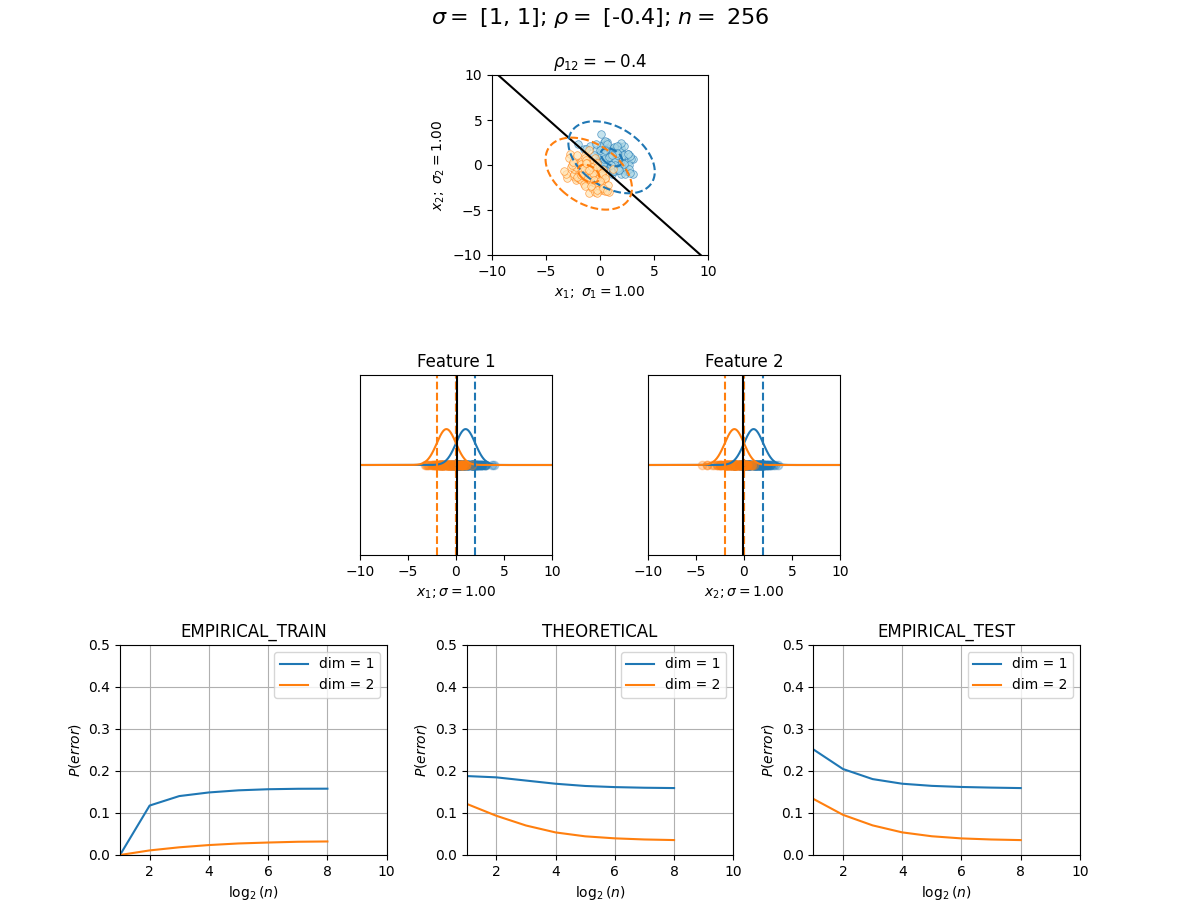 σ = [1, 1]; ρ = [-0.4]; n = 256
ρ₁₂ = −0.4
10
5
0
−5
−10
x₂; σ₂ = 1.00
−10 −5 0 5 10
x₁; σ₁ = 1.00
Feature 1 Feature 2
−10 −5 0 5 10 −10 −5 0 5 10
x₁; σ = 1.00 x₂; σ = 1.00
EMPIRICAL_TRAIN THEORETICAL EMPIRICAL_TEST
0.5 0.5 0.5
dim = 1 dim = 1 dim = 1
dim = 2 dim = 2 dim = 2
0.4 0.4 0.4
0.3 0.3 0.3
P(error) P(error) P(error)
0.2 0.2 0.2
0.1 0.1 0.1
0.0 0.0 0.0
2 4 6 8 10 2 4 6 8 10 2 4 6 8 10
log₂(n) log₂(n) log₂(n)